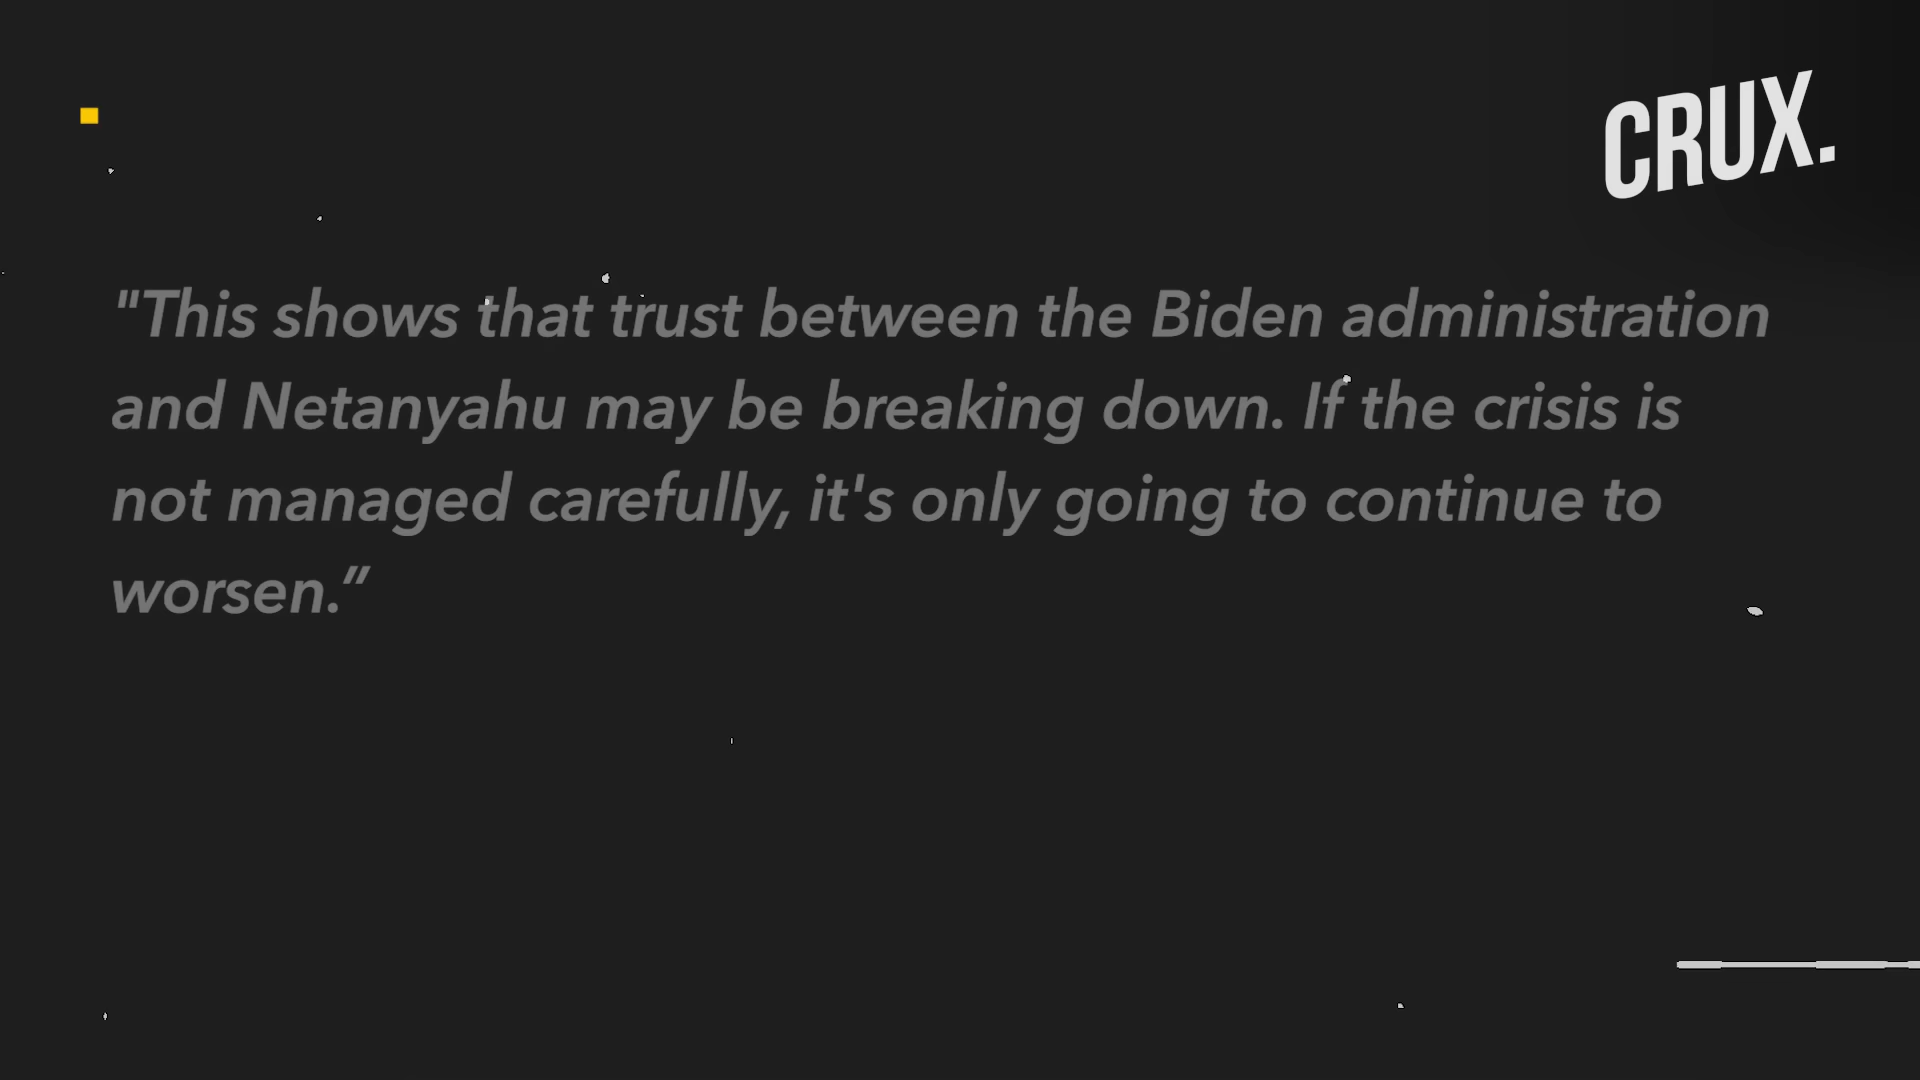 CRUX.
"This shows that trust between the Biden administration
and Netanyahu may be breaking down. If the crisis is
not managed carefully, it's only going to continue to
worsen.”